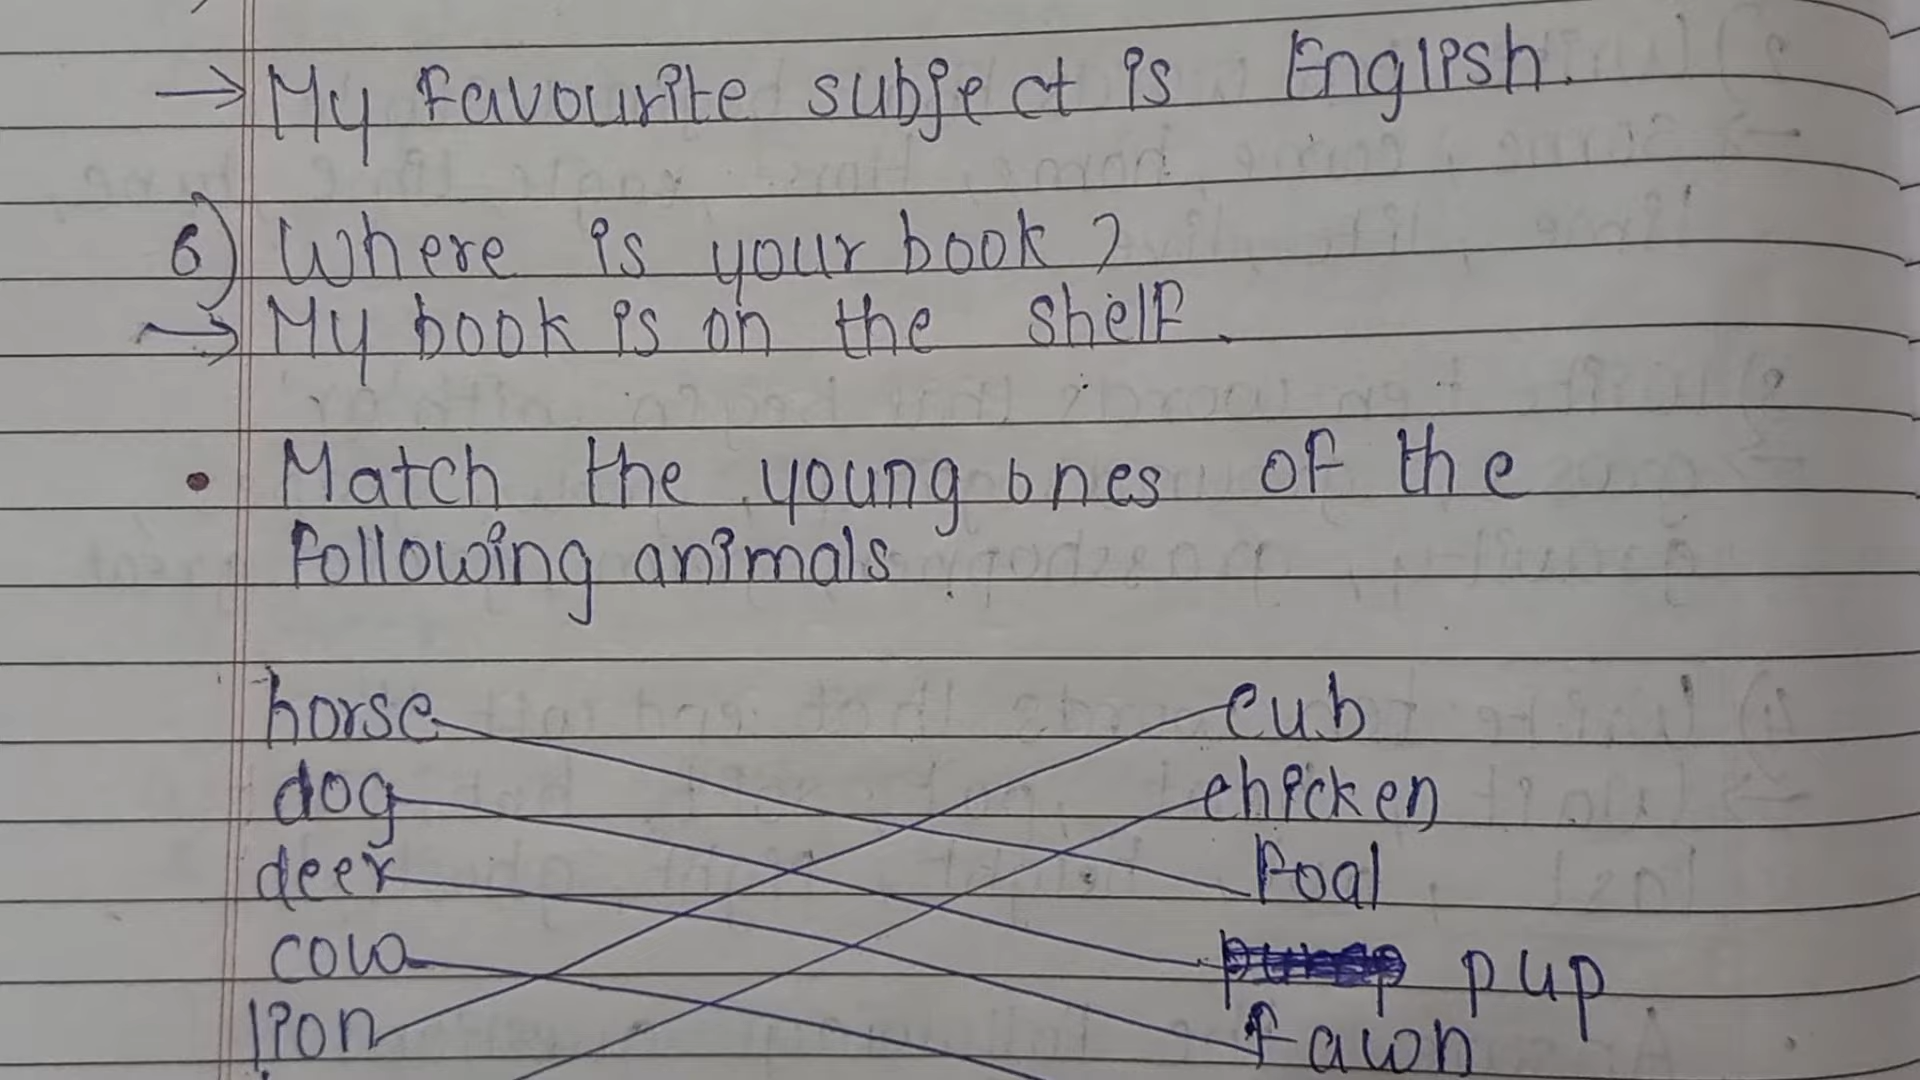 → My favourite subject is English.
6) Where is your book?
→ My book is on the shelf.
• Match the young ones of the
following animals
horse cub
dog chicken
deer foal
cow pup
lion fawn